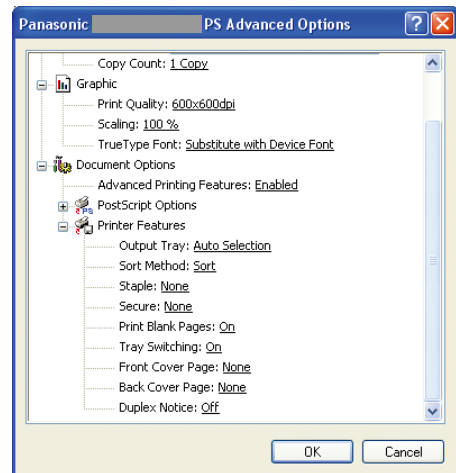 Panasonic PS Advanced Options
Copy Count: 1 Copy
Graphic
Print Quality: 600x600dpi
Scaling: 100 %
TrueType Font: Substitute with Device Font
Document Options
Advanced Printing Features: Enabled
PostScript Options
Printer Features
Output Tray: Auto Selection
Sort Method: Sort
Staple: None
Secure: None
Print Blank Pages: On
Tray Switching: On
Front Cover Page: None
Back Cover Page: None
Duplex Notice: Off
OK Cancel